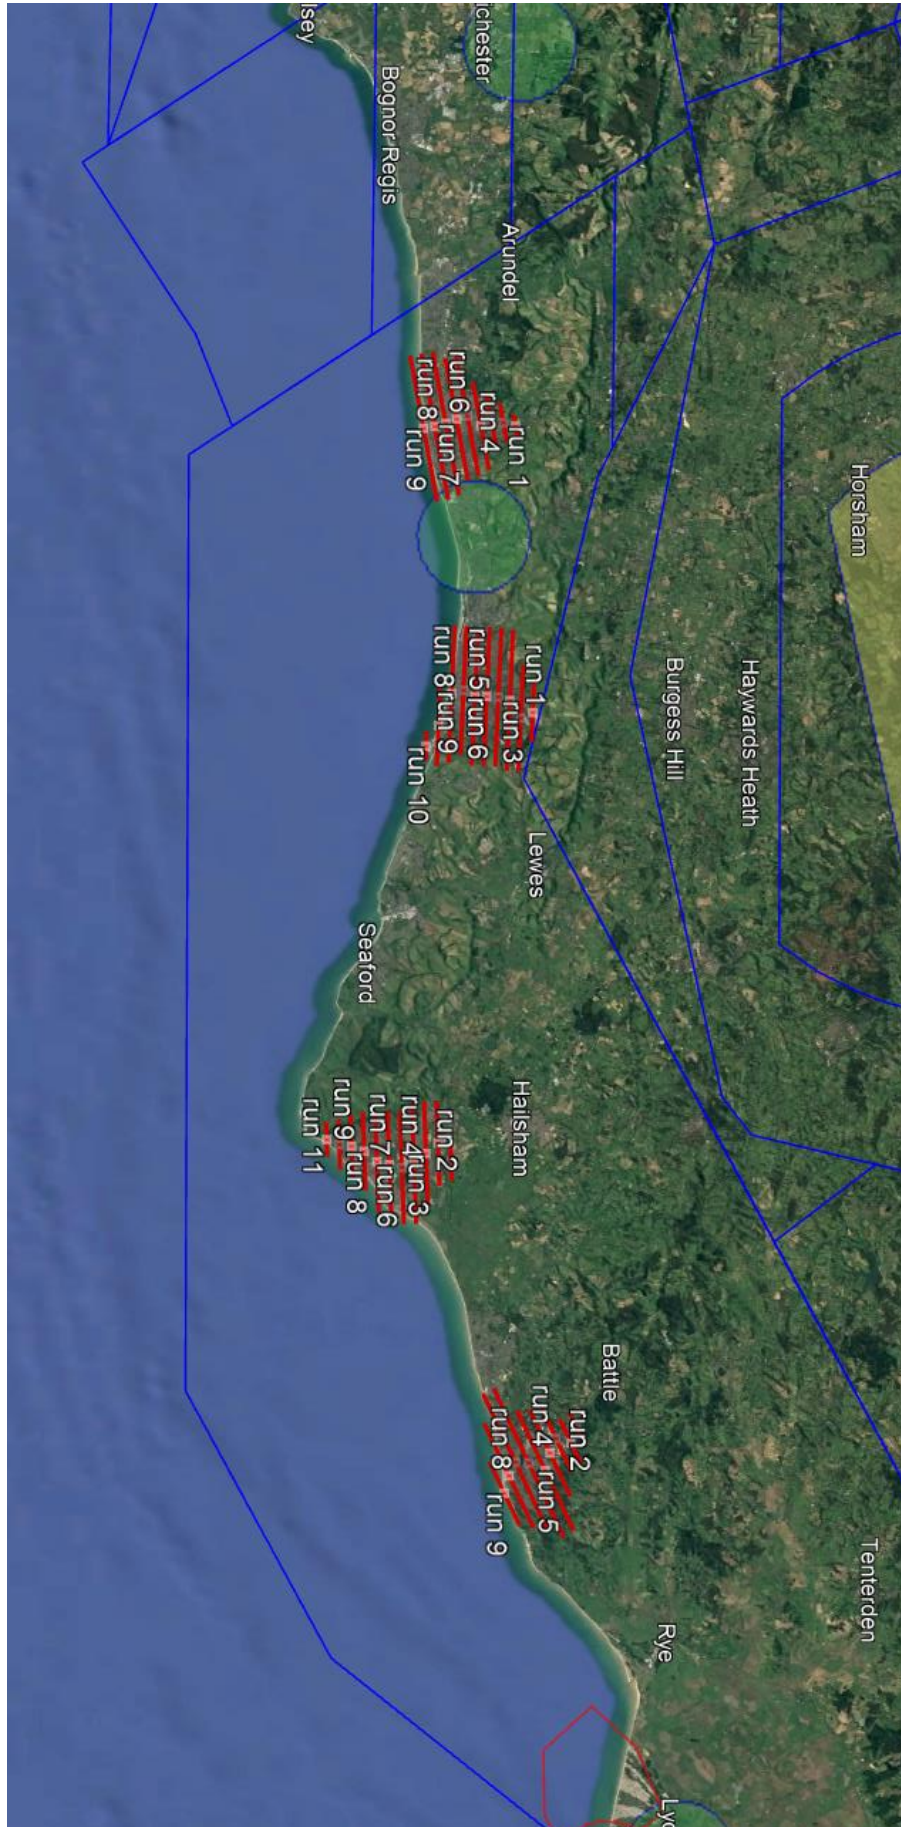 lsey
ichester
Bognor Regis
Arundel
run 1
run 4
run 6
run 7
run 8
run 9
Horsham
run 1
run 3
run 5
run 6
run 8
run 9
run 10
Burgess Hill
Haywards Heath
Lewes
Seaford
Hailsham
run 2
run 3
run 4
run 6
run 7
run 8
run 9
run 11
Battle
run 2
run 4
run 5
run 8
run 9
Tenterden
Rye
Lyd